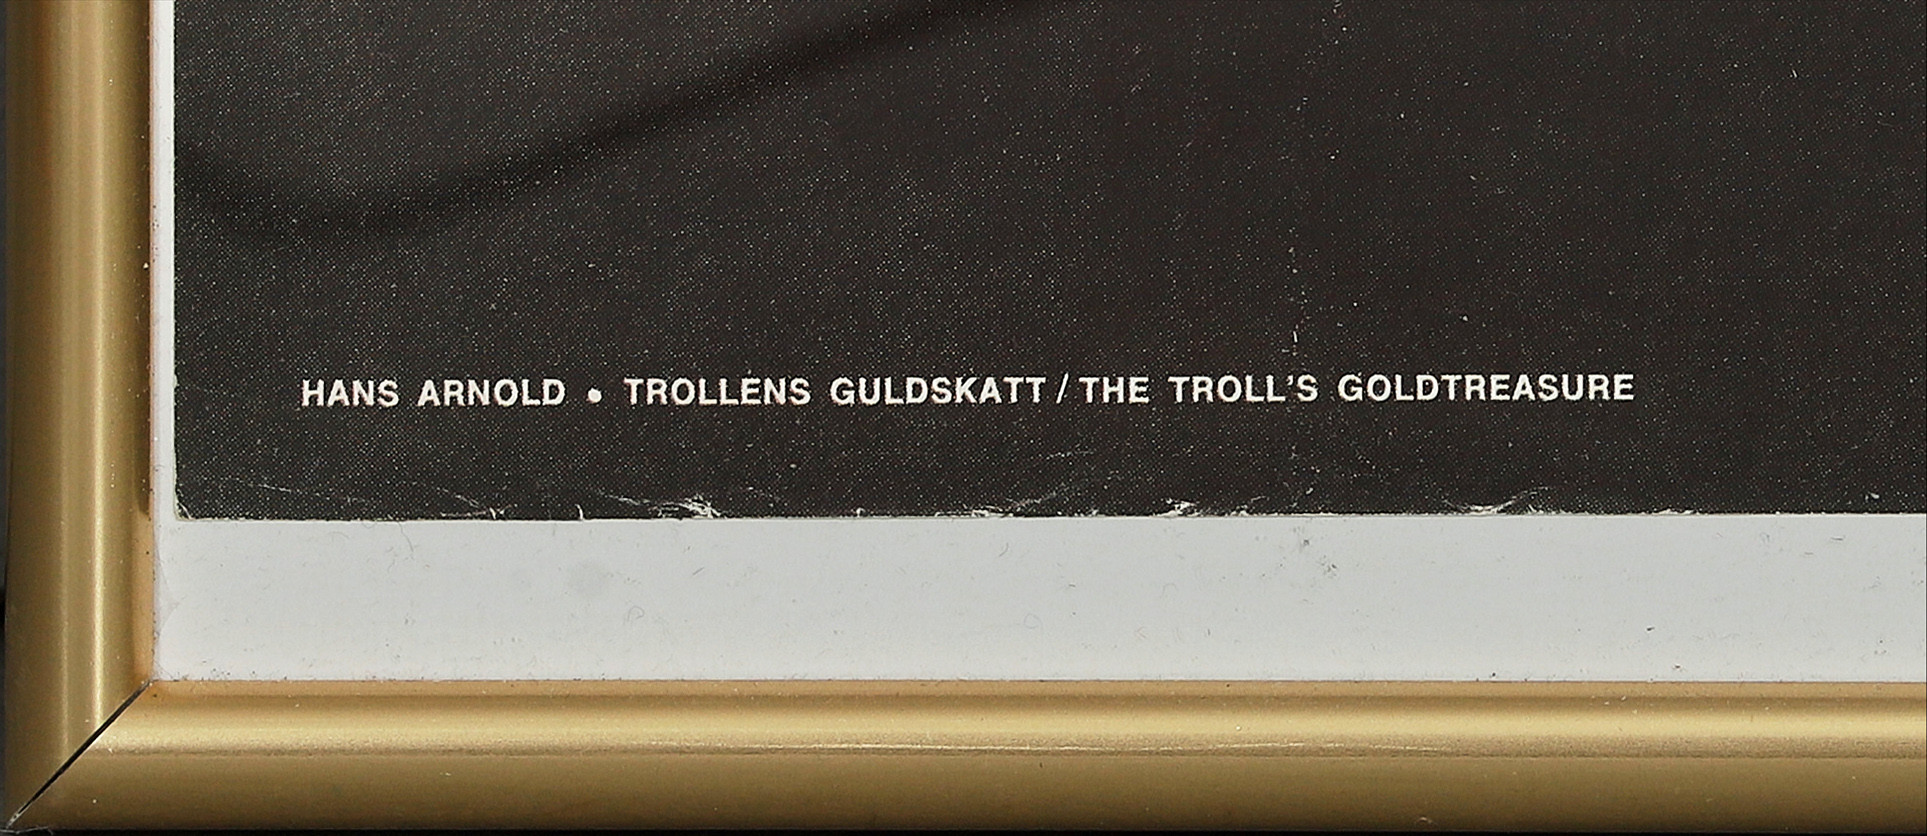 HANS ARNOLD • TROLLENS GULDSKATT / THE TROLL'S GOLDTREASURE